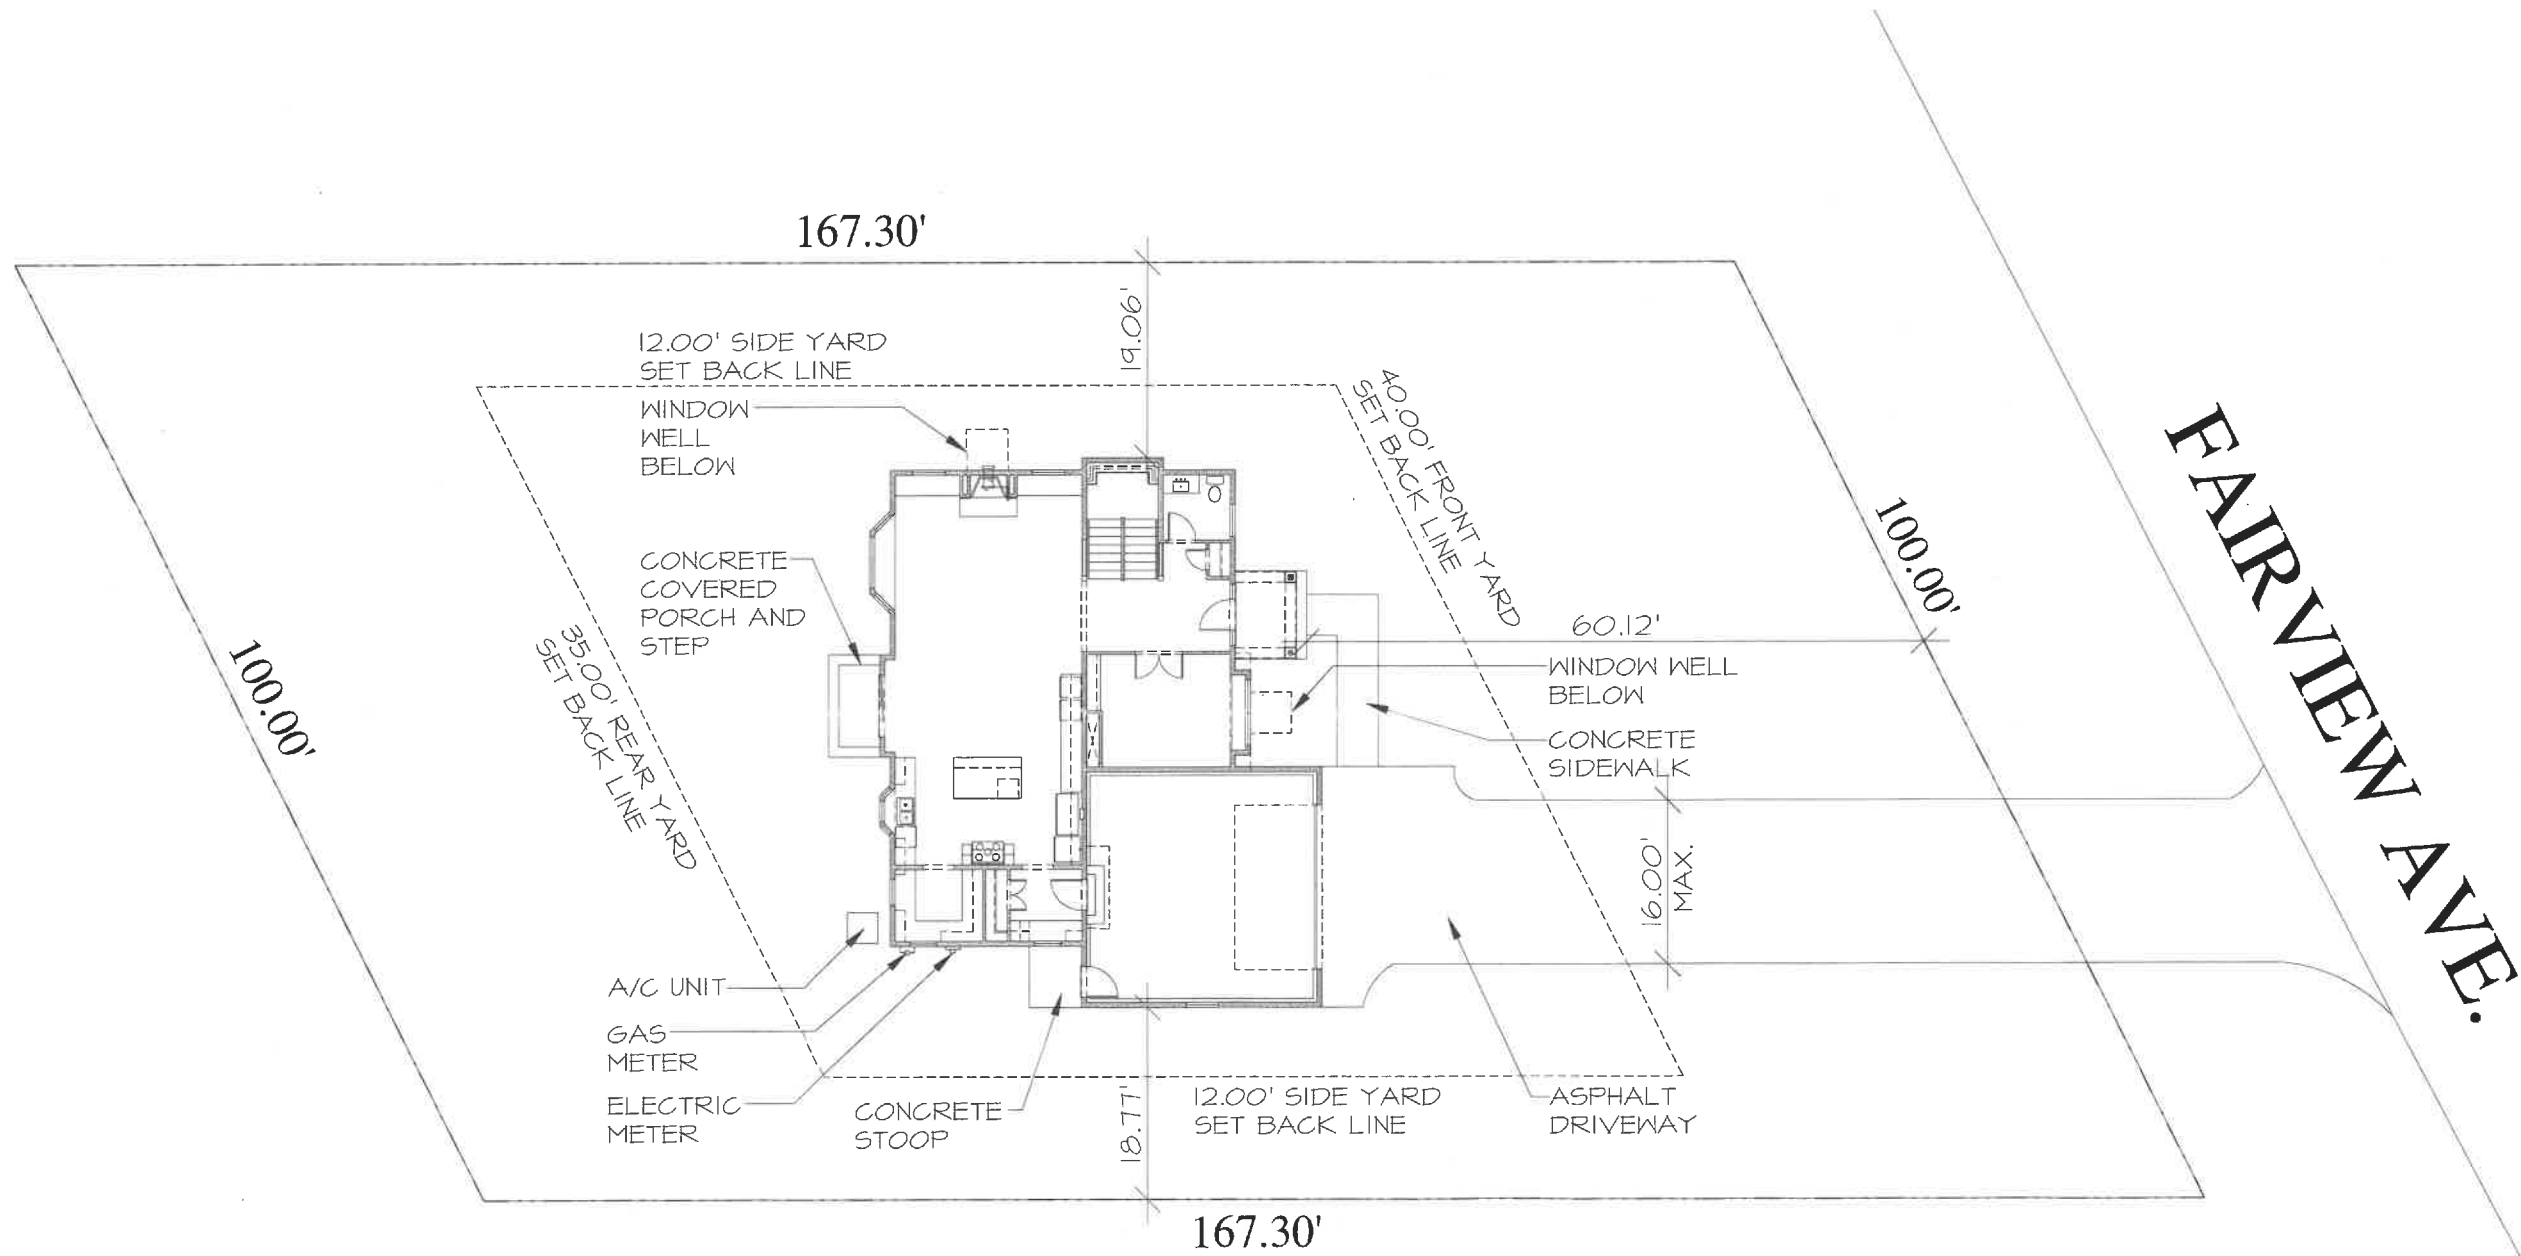 167.30'
19.06'
12.00' SIDE YARD
SET BACK LINE
WINDOW
WELL
BELOW
40.00' FRONT YARD
SET BACK LINE
FAIRVIEW AVE.
100.00'
CONCRETE
COVERED
PORCH AND
STEP
60.12'
WINDOW WELL
BELOW
100.00'
35.00' REAR YARD
SET BACK LINE
CONCRETE
SIDEWALK
16.00'
MAX.
A/C UNIT
GAS
METER
ELECTRIC
METER
CONCRETE
STOOP
18.77'
12.00' SIDE YARD
SET BACK LINE
ASPHALT
DRIVEWAY
167.30'